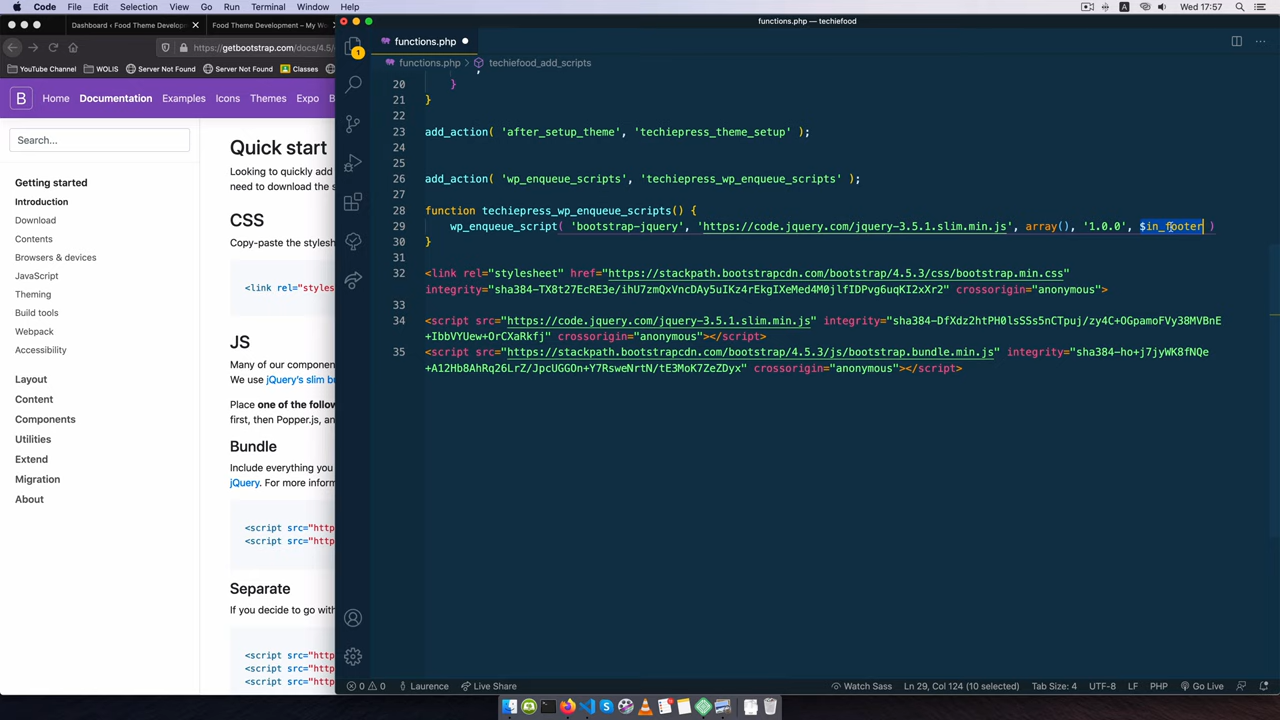 Code File Edit Selection View Go Run Terminal Window Help
A
Wed 17:57
Dashboard ‹ Food Theme Develop
Food Theme Development – My W
functions.php — techiefood
functions.php
https://getbootstrap.com/docs/4.5/
functions.php > techiefood_add_scripts
YouTube Channel WOLIS Server Not Found Server Not Found Classes
B Home Documentation Examples Icons Themes Expo B
Search...
Getting started
Introduction
Download
Contents
Browsers & devices
JavaScript
Theming
Build tools
Webpack
Accessibility
Layout
Content
Components
Utilities
Extend
Migration
About
Quick start
Looking to quickly add
need to download the s
CSS
Copy-paste the stylesh
<link rel="styles
JS
Many of our component
We use jQuery's slim bu
Place one of the follow
first, then Popper.js, an
Bundle
Include everything you
jQuery. For more inform
<script src="http
<script src="http
Separate
If you decide to go with
<script src="http
<script src="http
<script src="http
1
20 }
21 }
22
23 add_action( 'after_setup_theme', 'techiepress_theme_setup' );
24
25
26 add_action( 'wp_enqueue_scripts', 'techiepress_wp_enqueue_scripts' );
27
28 function techiepress_wp_enqueue_scripts() {
29 wp_enqueue_script( 'bootstrap-jquery', 'https://code.jquery.com/jquery-3.5.1.slim.min.js', array(), '1.0.0', $in_footer )
30 }
31
32 <link rel="stylesheet" href="https://stackpath.bootstrapcdn.com/bootstrap/4.5.3/css/bootstrap.min.css"
integrity="sha384-TX8t27EcRE3e/ihU7zmQxVncDAy5uIKz4rEkgIXeMed4M0jlfIDPvg6uqKI2xXr2" crossorigin="anonymous">
33
34 <script src="https://code.jquery.com/jquery-3.5.1.slim.min.js" integrity="sha384-DfXdz2htPH0lsSSs5nCTpuj/zy4C+OGpamoFVy38MVBnE
+IbbVYUew+OrCXaRkfj" crossorigin="anonymous"></script>
35 <script src="https://stackpath.bootstrapcdn.com/bootstrap/4.5.3/js/bootstrap.bundle.min.js" integrity="sha384-ho+j7jyWK8fNQe
+A12Hb8AhRq26LrZ/JpcUGGOn+Y7RsweNrtN/tE3MoK7ZeZDyx" crossorigin="anonymous"></script>
0 0 Laurence Live Share
Watch Sass Ln 29, Col 124 (10 selected) Tab Size: 4 UTF-8 LF PHP Go Live